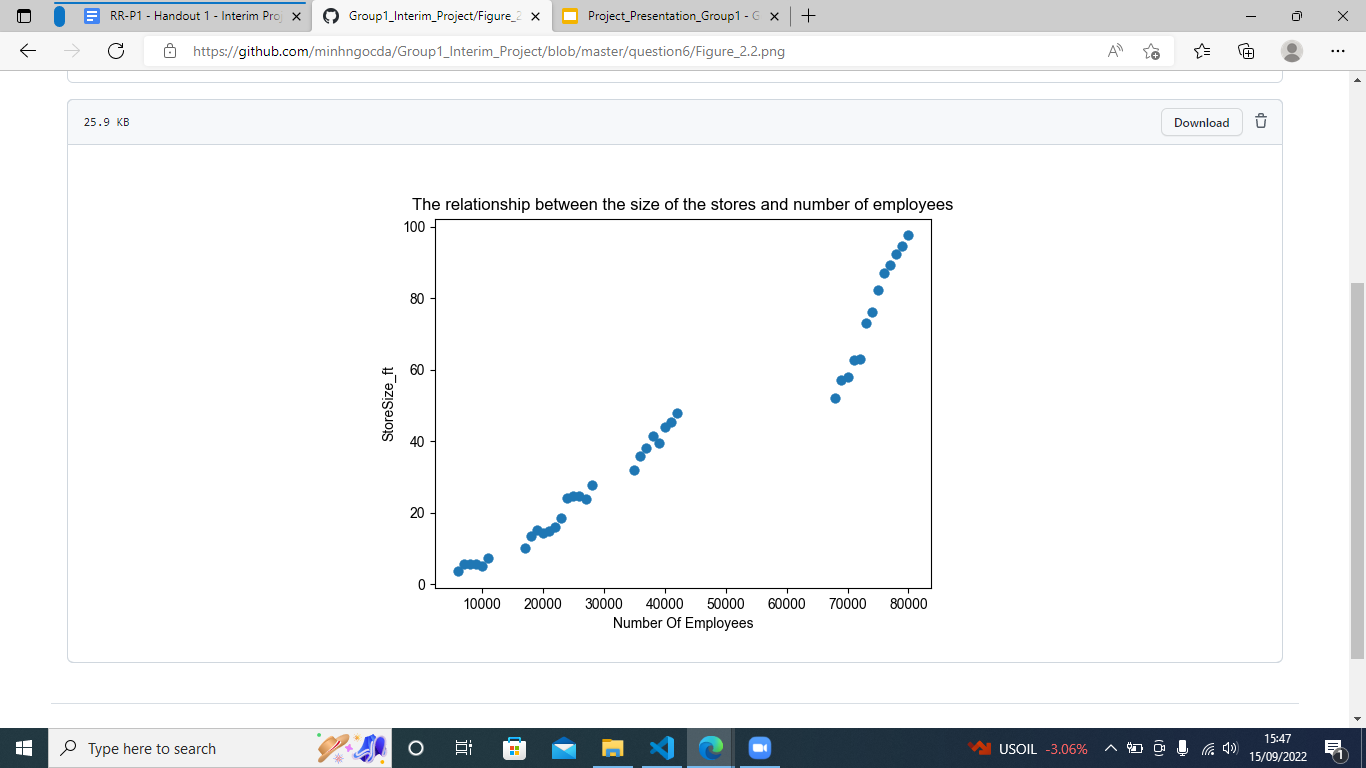 RR-P1 - Handout 1 - Interim Pro
Group1_Interim_Project/Figure_2
Project_Presentation_Group1 - G
https://github.com/minhngocda/Group1_Interim_Project/blob/master/question6/Figure_2.2.png
25.9 KB
Download
The relationship between the size of the stores and number of employees
100
80
60
40
20
0
StoreSize_ft
10000 20000 30000 40000 50000 60000 70000 80000
Number Of Employees
Type here to search
USOIL -3.06%
15:47
15/09/2022
1